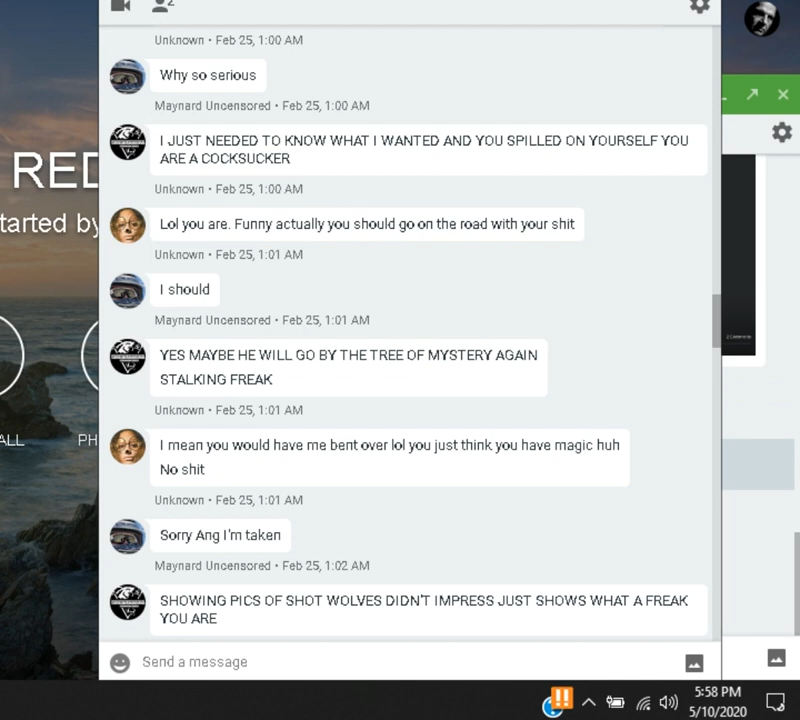 2
Unknown • Feb 25, 1:00 AM
Why so serious
Maynard Uncensored • Feb 25, 1:00 AM
I JUST NEEDED TO KNOW WHAT I WANTED AND YOU SPILLED ON YOURSELF YOU
ARE A COCKSUCKER
Unknown • Feb 25, 1:00 AM
RED
Lol you are. Funny actually you should go on the road with your shit
tarted by
Unknown • Feb 25, 1:01 AM
I should
Maynard Uncensored • Feb 25, 1:01 AM
YES MAYBE HE WILL GO BY THE TREE OF MYSTERY AGAIN
STALKING FREAK
Unknown • Feb 25, 1:01 AM
ALL
PH
I mean you would have me bent over lol you just think you have magic huh
No shit
Unknown • Feb 25, 1:01 AM
Sorry Ang I'm taken
Maynard Uncensored • Feb 25, 1:02 AM
SHOWING PICS OF SHOT WOLVES DIDN'T IMPRESS JUST SHOWS WHAT A FREAK
YOU ARE
Send a message
5:58 PM
5/10/2020